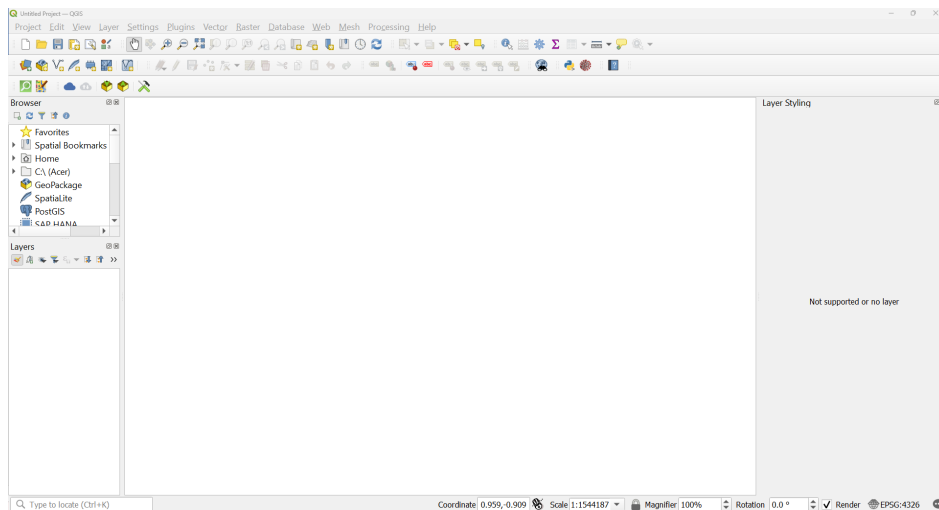 Untitled Project — QGIS
Project Edit View Layer Settings Plugins Vector Raster Database Web Mesh Processing Help
Browser
Layer Styling
Favorites
Spatial Bookmarks
Home
C:\ (Acer)
GeoPackage
SpatiaLite
PostGIS
SAP HANA
Layers
Not supported or no layer
Type to locate (Ctrl+K) Coordinate 0.959,-0.909 Scale 1:1544187 Magnifier 100% Rotation 0.0 ° Render EPSG:4326